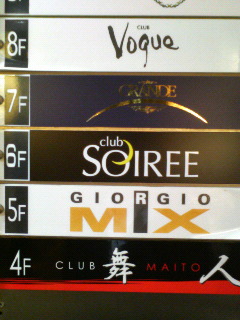 8F
CLUB
Vogue
7F
GRANDE
6F
club
SOIREE
5F
GIORGIO
MIX
4F CLUB 舞 MAITO 人